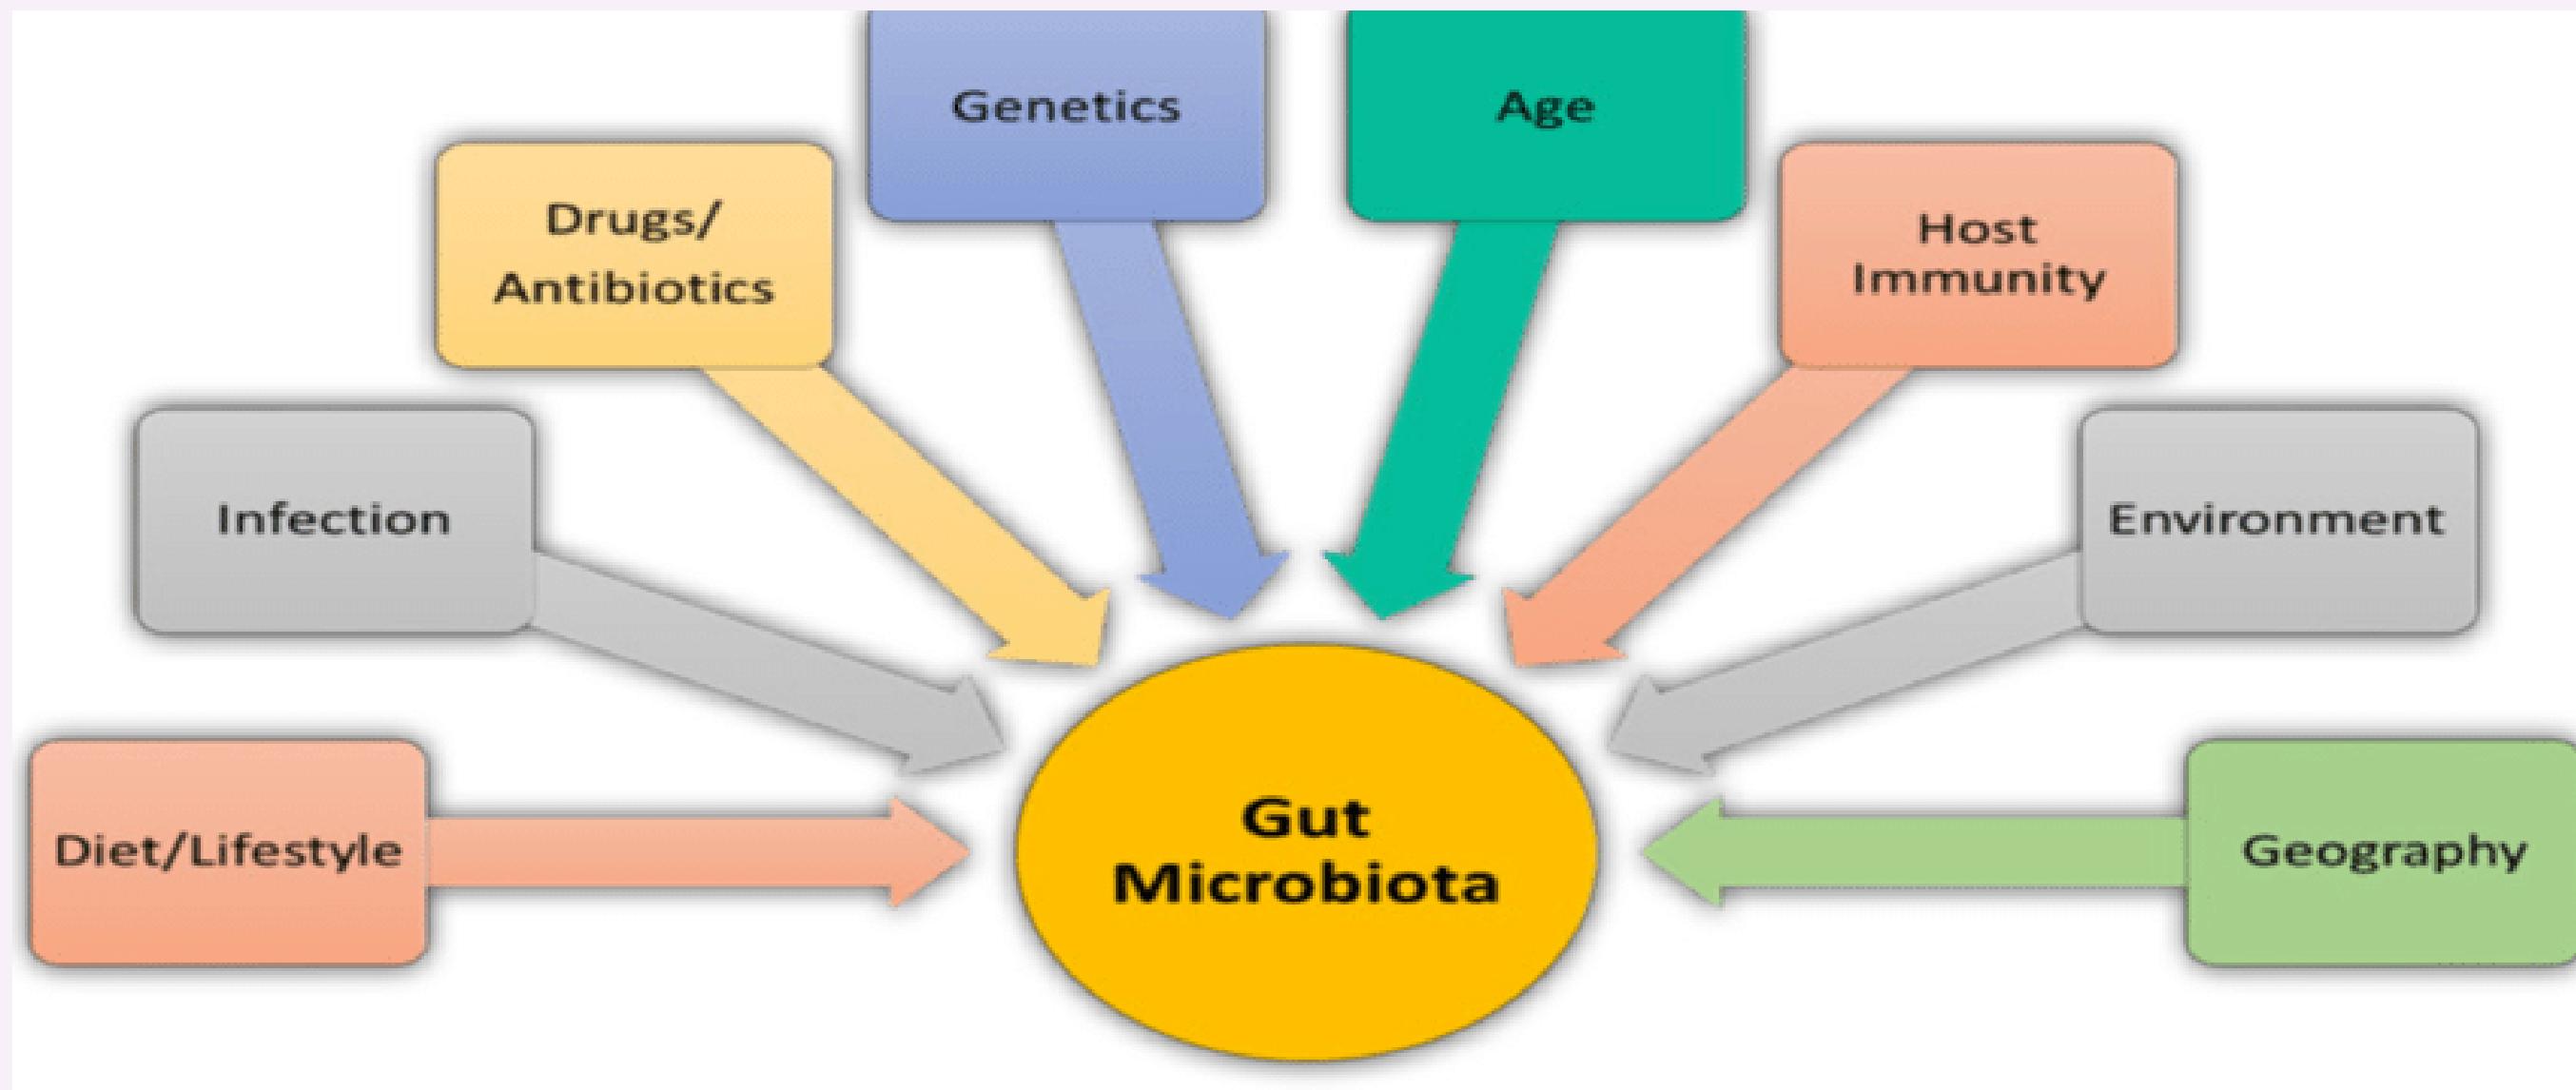 Genetics
Age
Drugs/
Antibiotics
Host
Immunity
Infection
Environment
Diet/Lifestyle
Gut
Microbiota
Geography